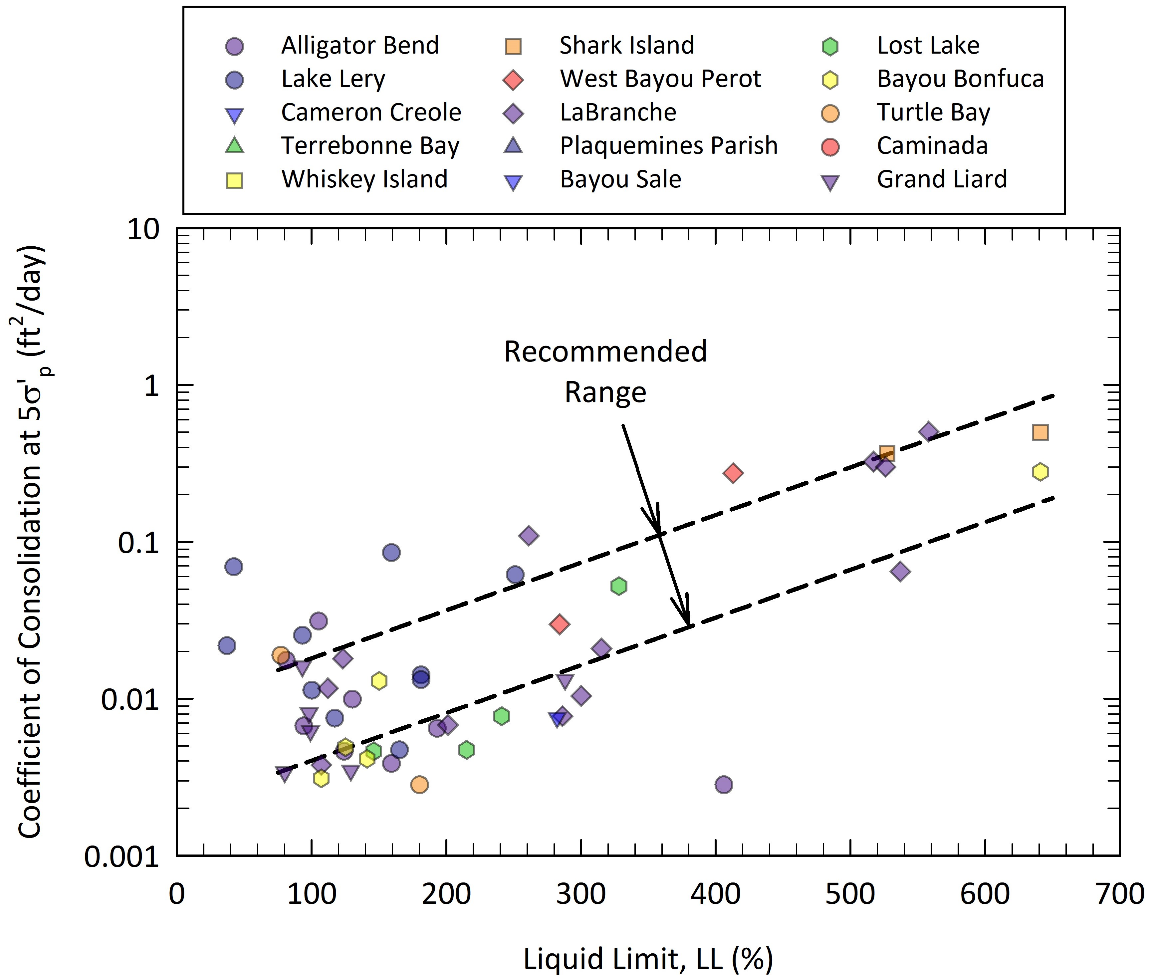 Alligator Bend
Shark Island
Lost Lake
Lake Lery
West Bayou Perot
Bayou Bonfuca
Cameron Creole
LaBranche
Turtle Bay
Terrebonne Bay
Plaquemines Parish
Caminada
Whiskey Island
Bayou Sale
Grand Liard
Coefficient of Consolidation at 5σ'p (ft²/day)
10
1
0.1
0.01
0.001
Recommended
Range
0 100 200 300 400 500 600 700
Liquid Limit, LL (%)